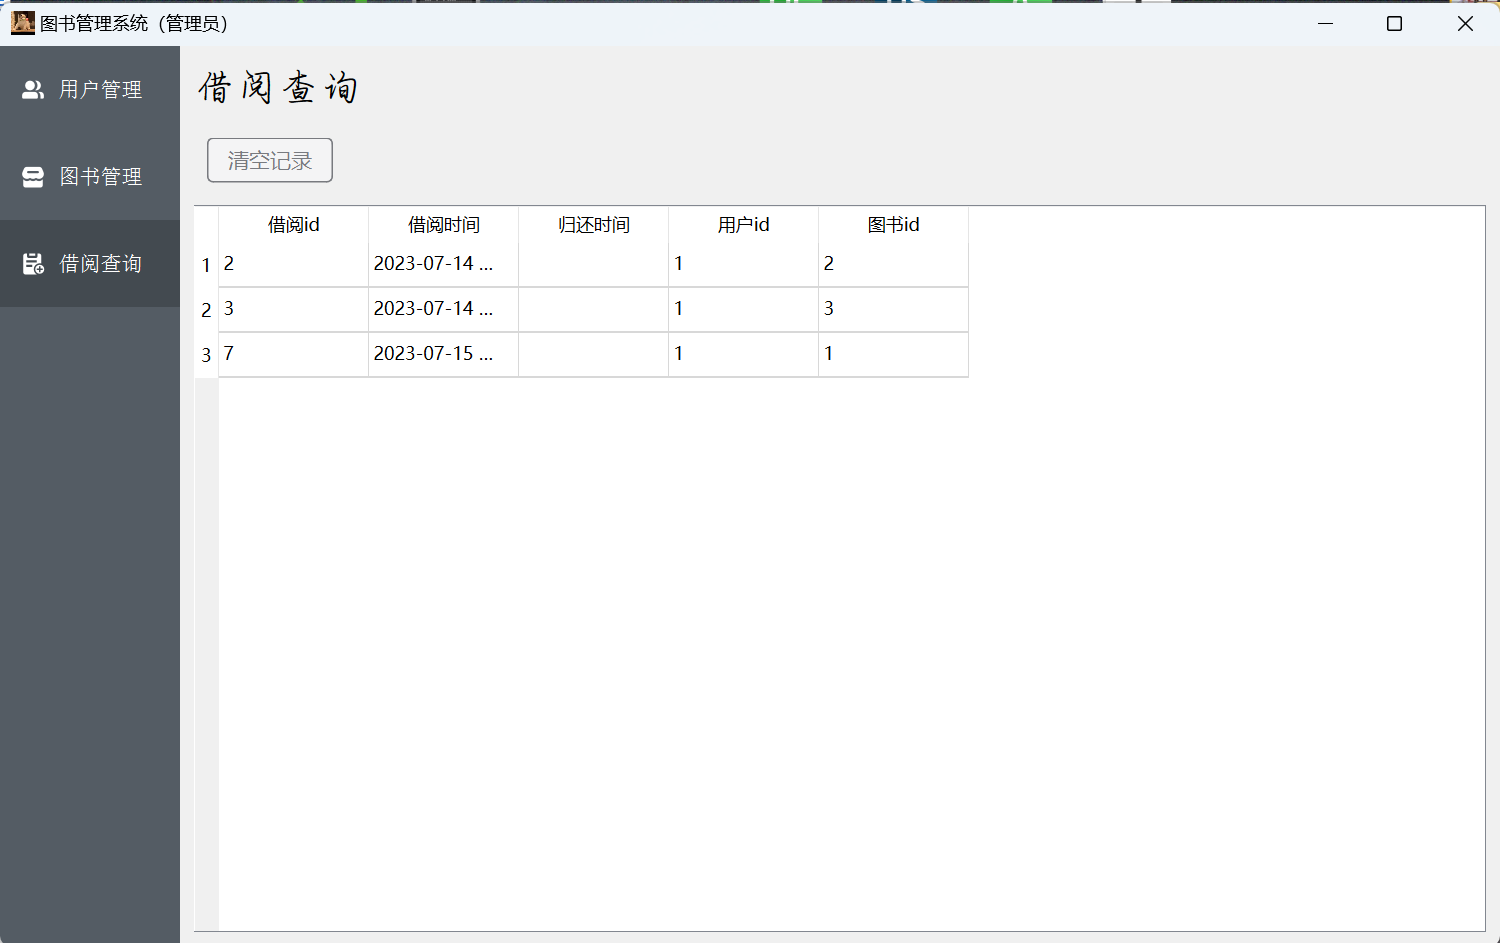 图书管理系统（管理员）
用户管理
图书管理
借阅查询
借阅查询
清空记录
借阅id 借阅时间 归还时间 用户id 图书id
1 2 2023-07-14 ... 1 2
2 3 2023-07-14 ... 1 3
3 7 2023-07-15 ... 1 1